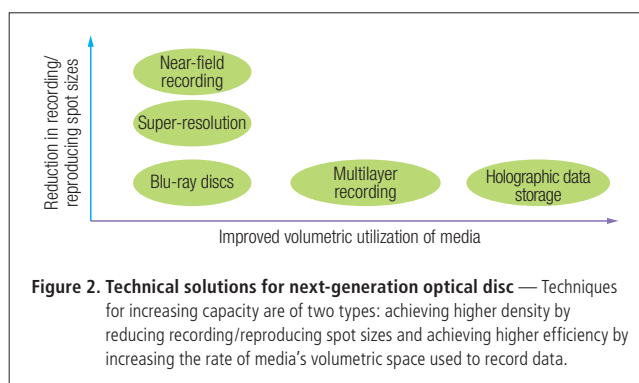 Reduction in recording/
reproducing spot sizes
Near-field
recording
Super-resolution
Blu-ray discs
Multilayer
recording
Holographic data
storage
Improved volumetric utilization of media
Figure 2. Technical solutions for next-generation optical disc — Techniques
for increasing capacity are of two types: achieving higher density by
reducing recording/reproducing spot sizes and achieving higher efficiency by
increasing the rate of media's volumetric space used to record data.